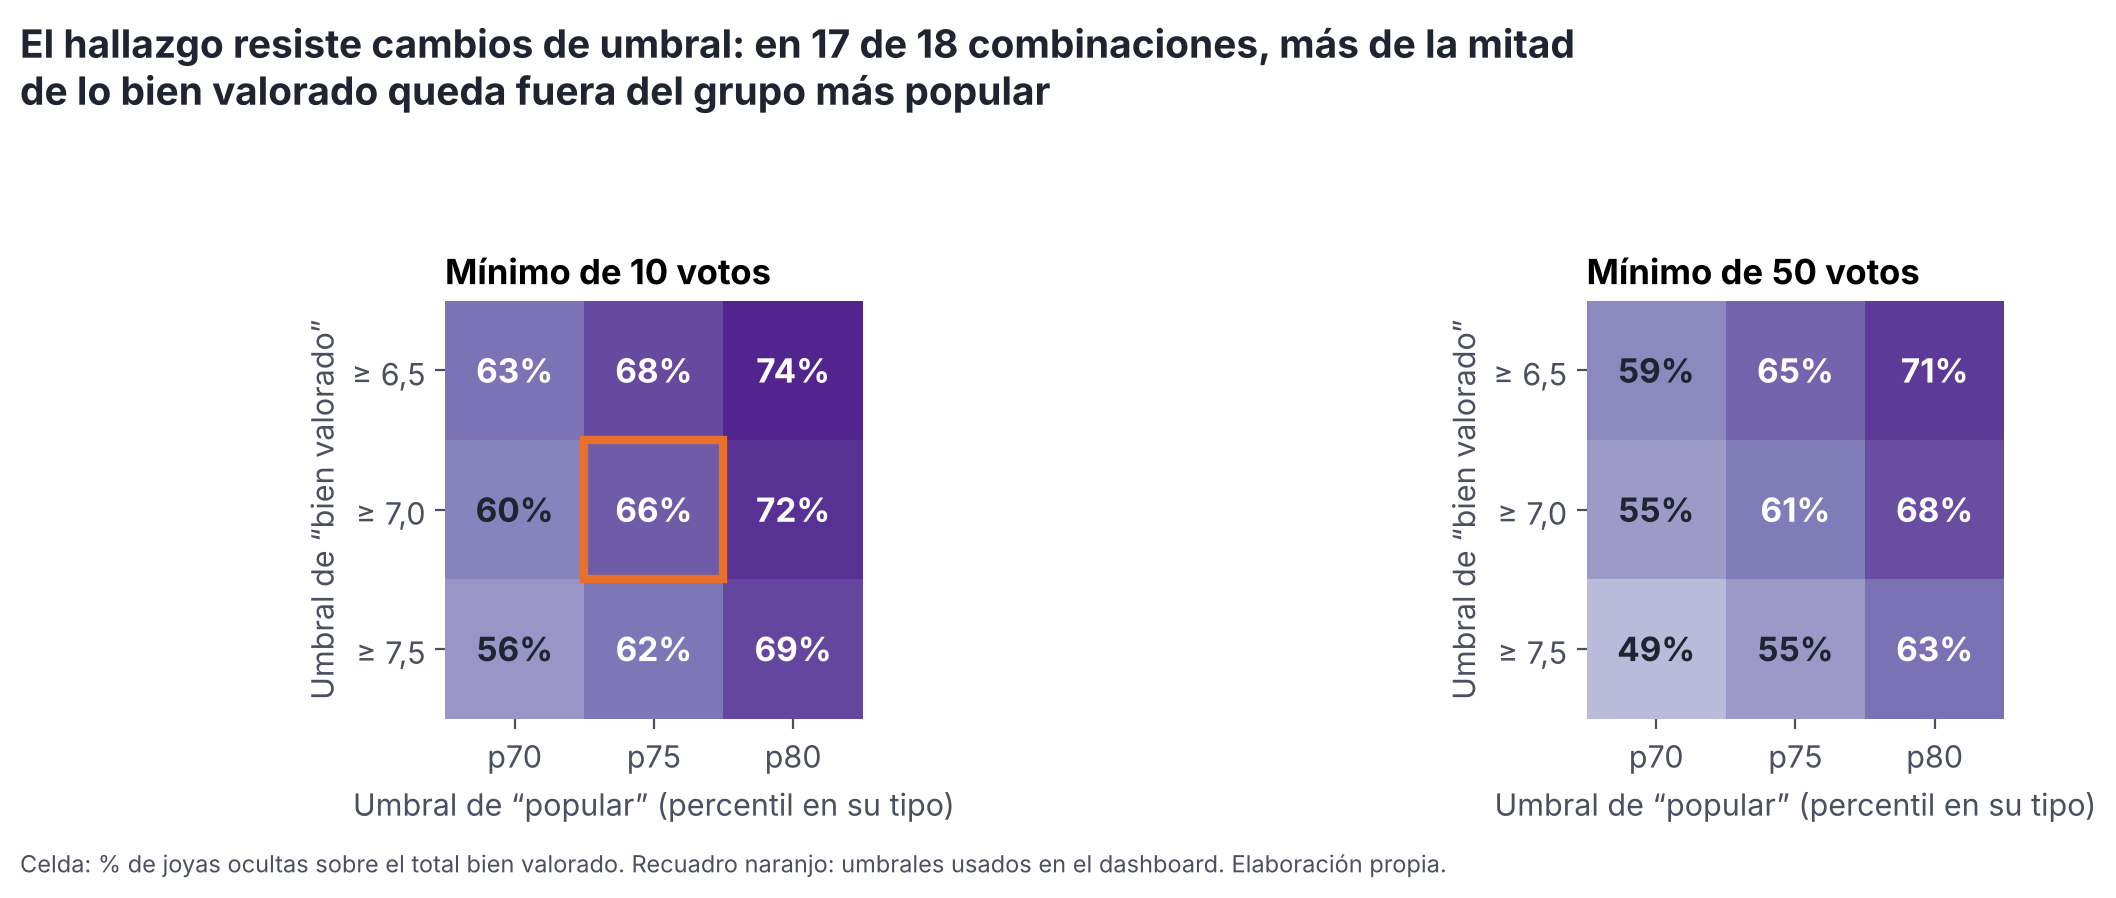 El hallazgo resiste cambios de umbral: en 17 de 18 combinaciones, más de la mitad
de lo bien valorado queda fuera del grupo más popular
Mínimo de 10 votos
Umbral de “bien valorado”
≥ 6,5
63% 68% 74%
≥ 7,0
60% 66% 72%
≥ 7,5
56% 62% 69%
p70 p75 p80
Umbral de “popular” (percentil en su tipo)
Mínimo de 50 votos
Umbral de “bien valorado”
≥ 6,5
59% 65% 71%
≥ 7,0
55% 61% 68%
≥ 7,5
49% 55% 63%
p70 p75 p80
Umbral de “popular” (percentil en su tipo)
Celda: % de joyas ocultas sobre el total bien valorado. Recuadro naranjo: umbrales usados en el dashboard. Elaboración propia.